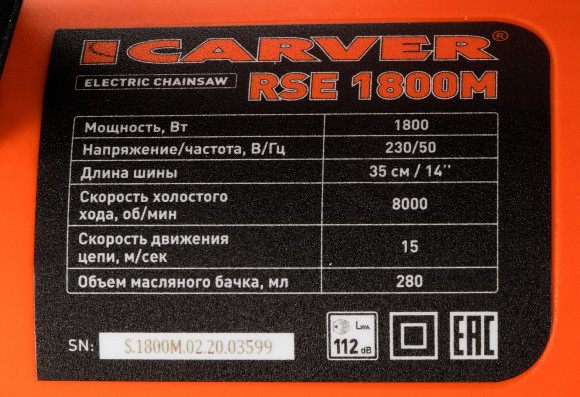 CARVER®
ELECTRIC CHAINSAW RSE 1800M
Мощность, Вт 1800
Напряжение/частота, В/Гц 230/50
Длина шины 35 см / 14''
Скорость холостого
хода, об/мин 8000
Скорость движения
цепи, м/сек 15
Объем масляного бачка, мл 280
SN: S.1800M.02.20.03599
LWA
112 dB
EAC